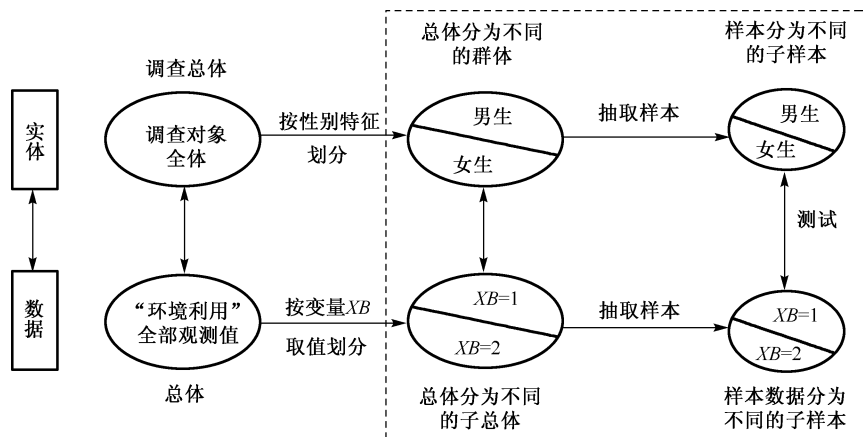 总体分为不同
的群体
样本分为不同
的子样本
调查总体
实体
调查对象
全体
按性别特征
划分
男生
女生
抽取样本
男生
女生
测试
数据
“环境利用”
全部观测值
按变量XB
取值划分
XB=1
XB=2
抽取样本
XB=1
XB=2
总体
总体分为不同
的子总体
样本数据分为
不同的子样本